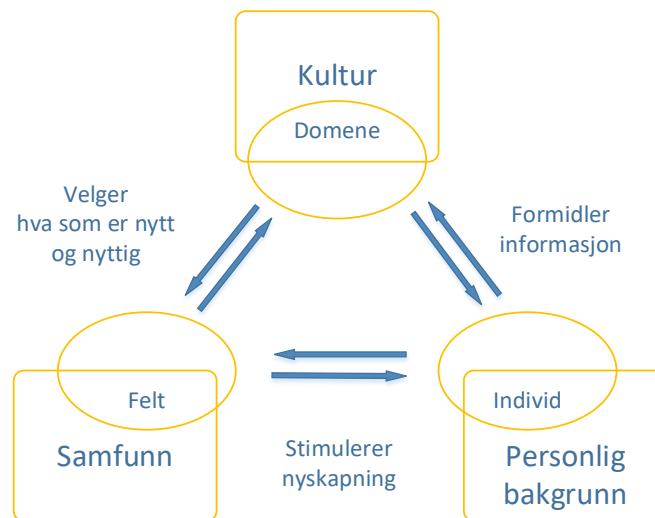 Kultur
Domene
Velger
hva som er nytt
og nyttig
Formidler
informasjon
Felt
Samfunn
Stimulerer
nyskapning
Individ
Personlig
bakgrunn